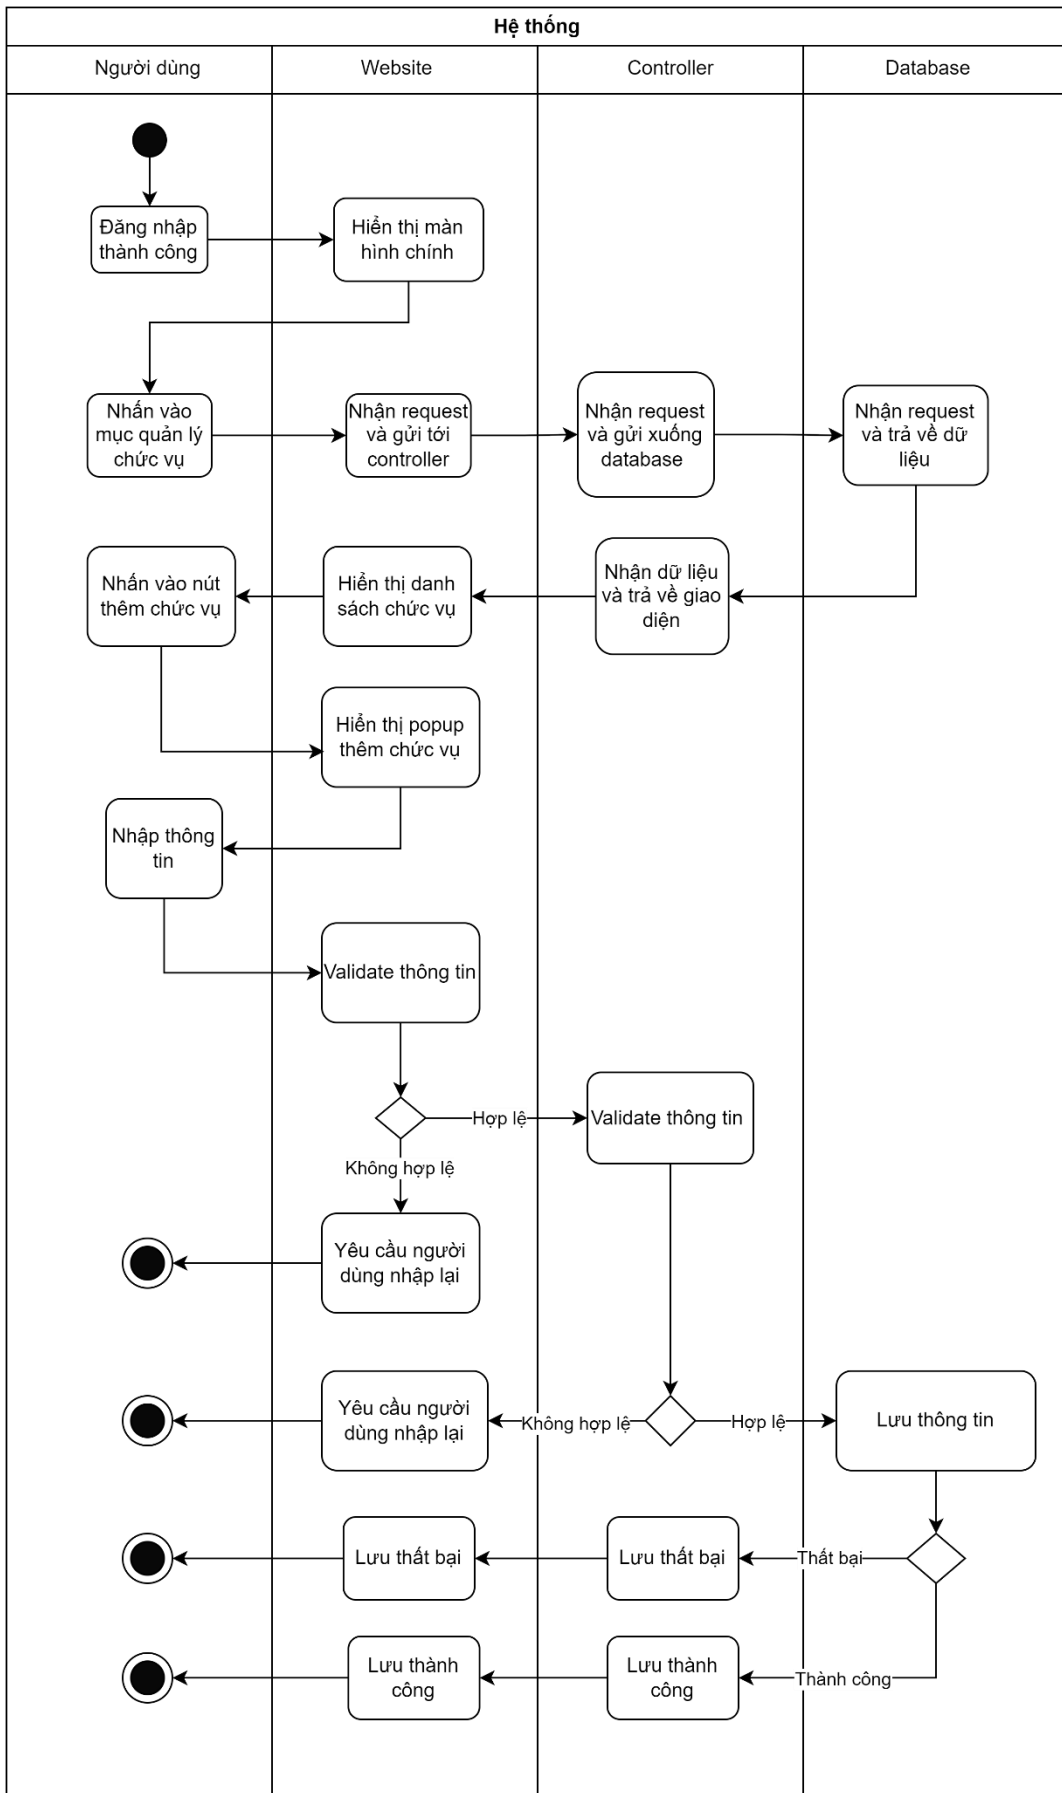 Hệ thống
Người dùng
Website
Controller
Database
Đăng nhập
thành công
Hiển thị màn
hình chính
Nhấn vào
mục quản lý
chức vụ
Nhận request
và gửi tới
controller
Nhận request
và gửi xuống
database
Nhận request
và trả về dữ
liệu
Nhấn vào nút
thêm chức vụ
Hiển thị danh
sách chức vụ
Nhận dữ liệu
và trả về giao
diện
Hiển thị popup
thêm chức vụ
Nhập thông
tin
Validate thông tin
Hợp lệ
Validate thông tin
Không hợp lệ
Yêu cầu người
dùng nhập lại
Yêu cầu người
dùng nhập lại
Không hợp lệ
Hợp lệ
Lưu thông tin
Lưu thất bại
Lưu thất bại
Thất bại
Lưu thành
công
Lưu thành
công
Thành công